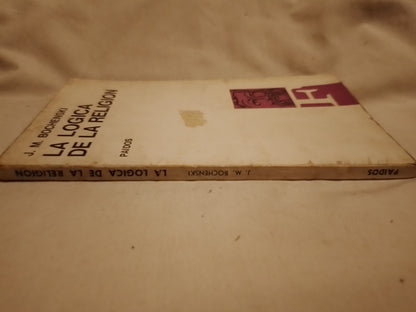 J. M. BOCHENSKI
LA LOGICA
DE LA RELIGION
PAIDOS
LA LOGICA DE LA RELIGION
J. M. BOCHENSKI
PAIDOS